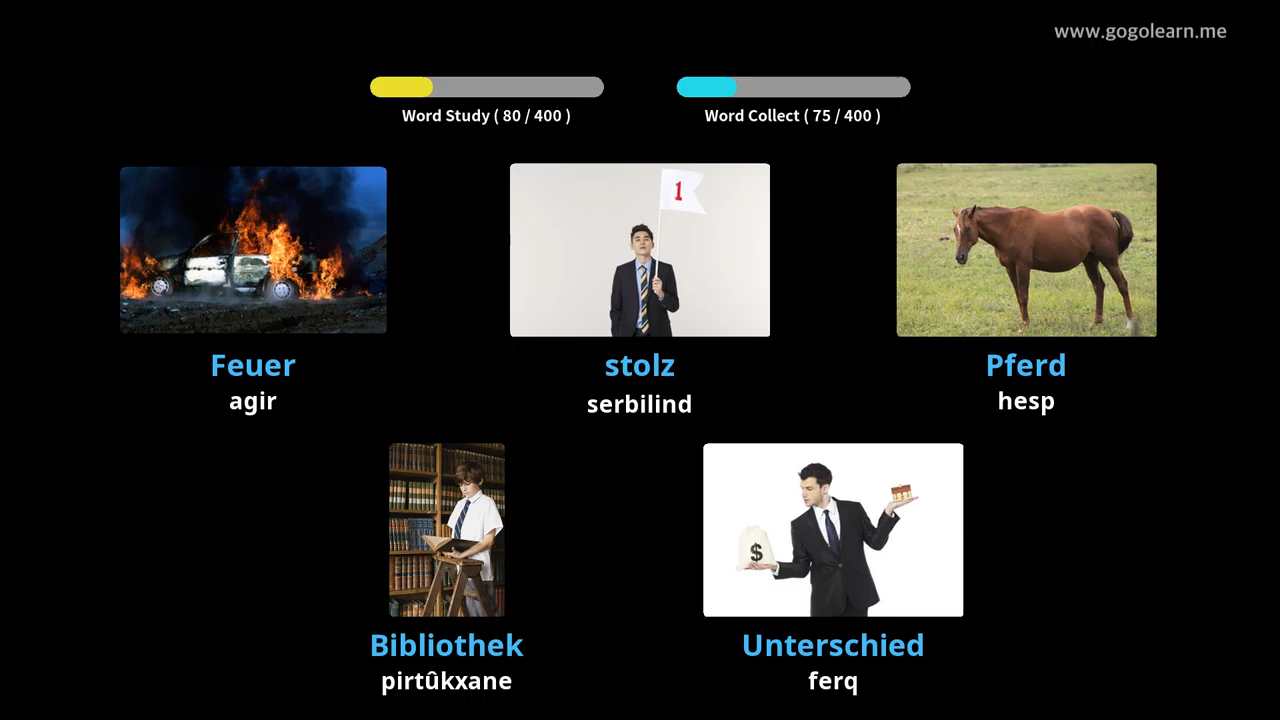 www.gogolearn.me
Word Study ( 80 / 400 )
Word Collect ( 75 / 400 )
1
Feuer
agir
stolz
serbilind
Pferd
hesp
$
Bibliothek
pirtûkxane
Unterschied
ferq